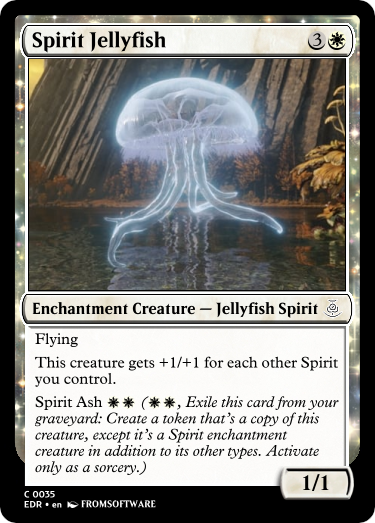 Spirit Jellyfish 3
Enchantment Creature — Jellyfish Spirit
Flying
This creature gets +1/+1 for each other Spirit
you control.
Spirit Ash (, Exile this card from your
graveyard: Create a token that's a copy of this
creature, except it's a Spirit enchantment
creature in addition to its other types. Activate
only as a sorcery.)
1/1
C 0035
EDR • en FROMSOFTWARE